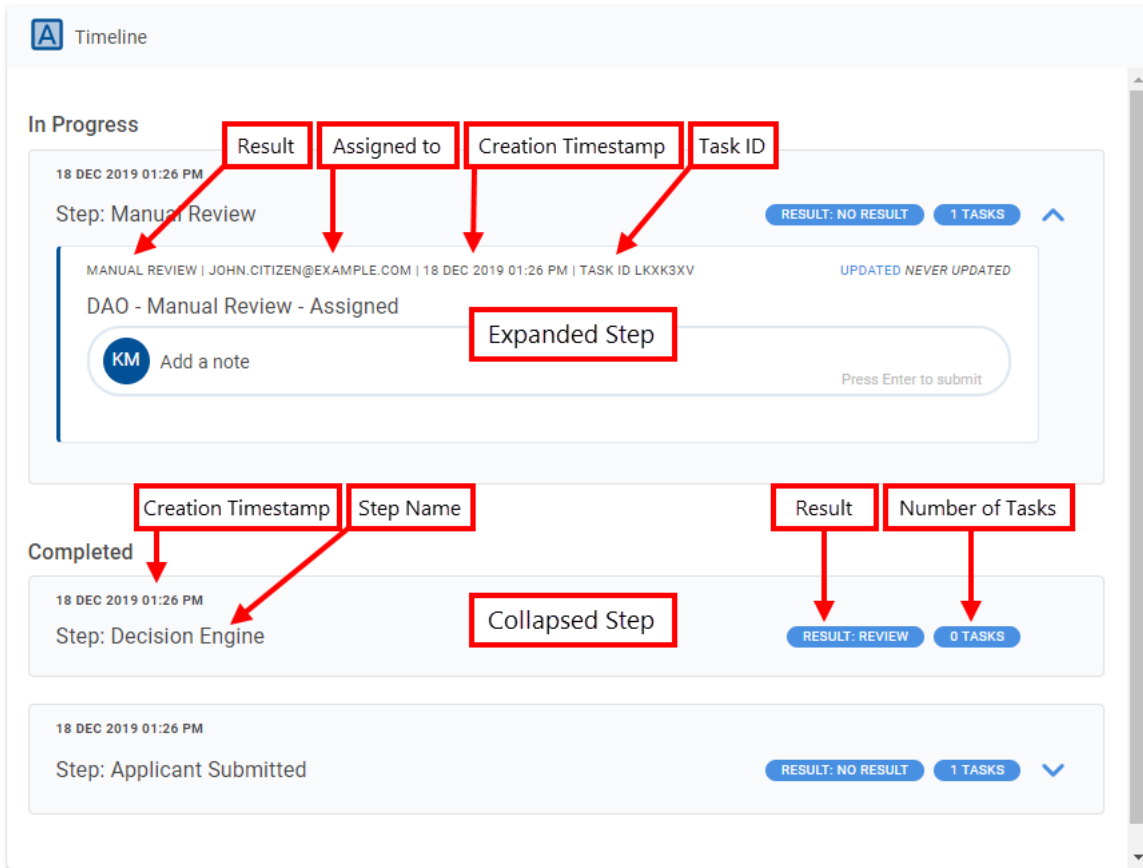 A Timeline
In Progress
Result Assigned to Creation Timestamp Task ID
18 DEC 2019 01:26 PM
Step: Manual Review RESULT: NO RESULT 1 TASKS
MANUAL REVIEW | JOHN.CITIZEN@EXAMPLE.COM | 18 DEC 2019 01:26 PM | TASK ID LKXK3XV UPDATED NEVER UPDATED
DAO - Manual Review - Assigned
Expanded Step
KM Add a note
Press Enter to submit
Creation Timestamp Step Name Result Number of Tasks
Completed
18 DEC 2019 01:26 PM
Collapsed Step
Step: Decision Engine RESULT: REVIEW 0 TASKS
18 DEC 2019 01:26 PM
Step: Applicant Submitted RESULT: NO RESULT 1 TASKS